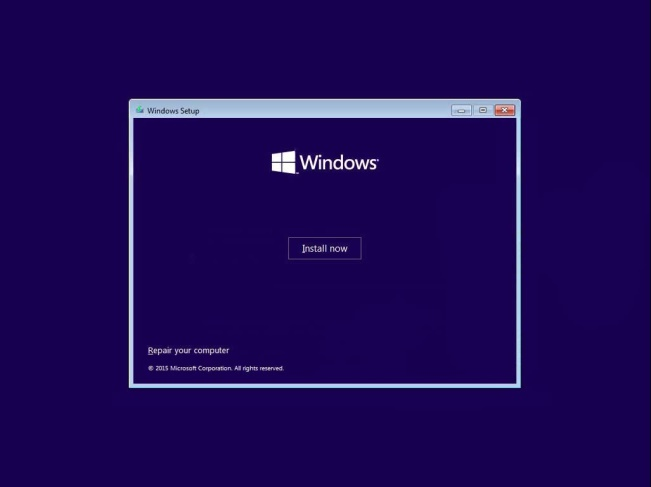 Windows Setup
Windows
Install now
Repair your computer
© 2015 Microsoft Corporation. All rights reserved.